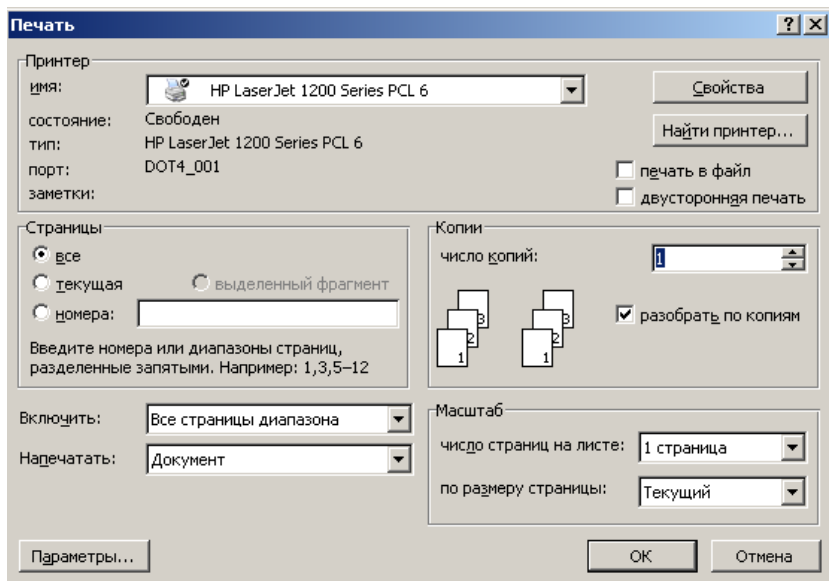 Печать
Принтер
имя: HP LaserJet 1200 Series PCL 6 Свойства
состояние: Свободен
Найти принтер...
тип: HP LaserJet 1200 Series PCL 6
порт: DOT4_001
печать в файл
заметки:
двусторонняя печать
Страницы
все
текущая выделенный фрагмент
номера:
Введите номера или диапазоны страниц,
разделенные запятыми. Например: 1,3,5–12
Копии
число копий: 1
3 3
2 2
1 1
разобрать по копиям
Включить: Все страницы диапазона
Напечатать: Документ
Масштаб
число страниц на листе: 1 страница
по размеру страницы: Текущий
Параметры... ОК Отмена